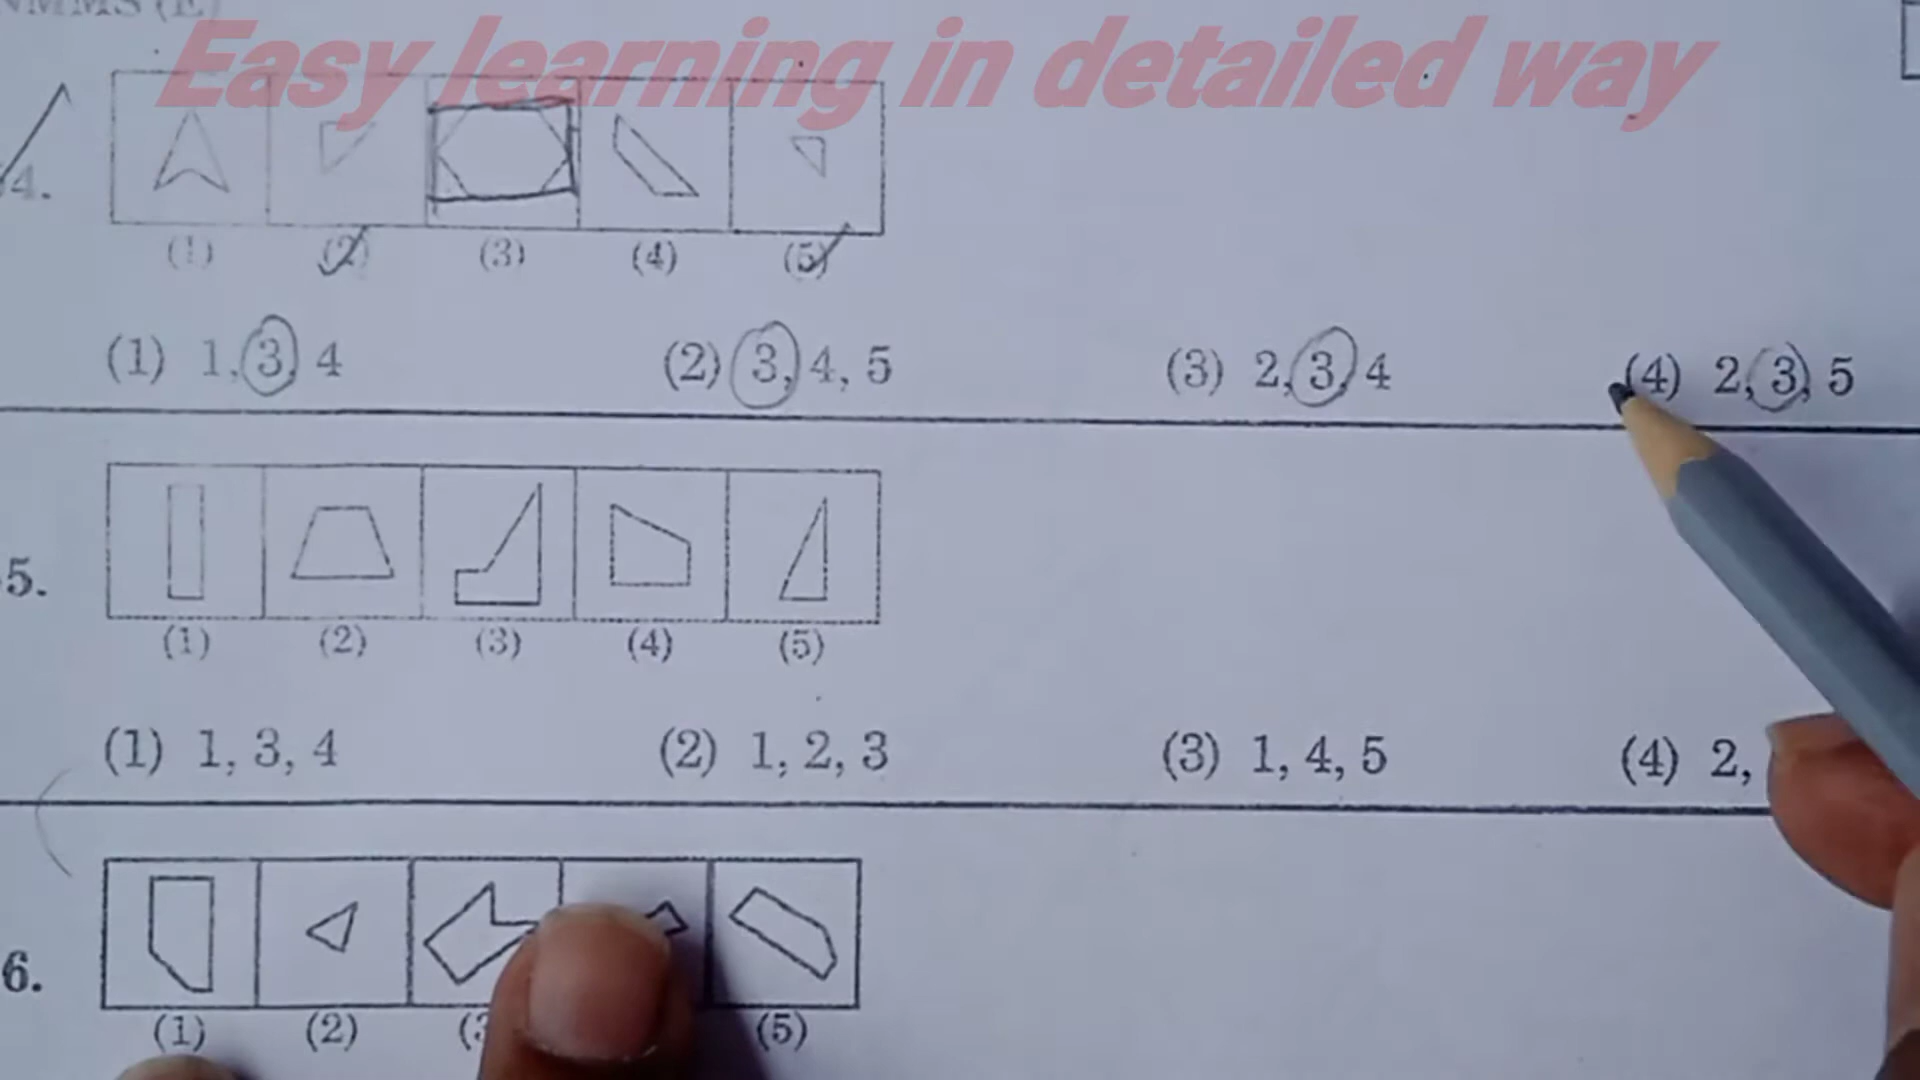 NMMS (E)
Easy learning in detailed way
4.
(1) (2) (3) (4) (5)
(1) 1, 3, 4 (2) 3, 4, 5 (3) 2, 3, 4 (4) 2, 3, 5
5.
(1) (2) (3) (4) (5)
(1) 1, 3, 4 (2) 1, 2, 3 (3) 1, 4, 5 (4) 2,
6.
(1) (2) (3 (5)